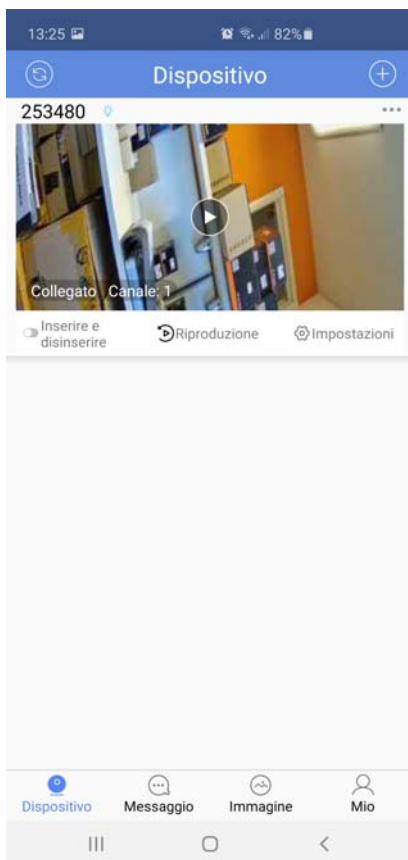 13:25 82%
Dispositivo
253480
Collegato Canale: 1
Inserire e
disinserire
Riproduzione
Impostazioni
Dispositivo Messaggio Immagine Mio